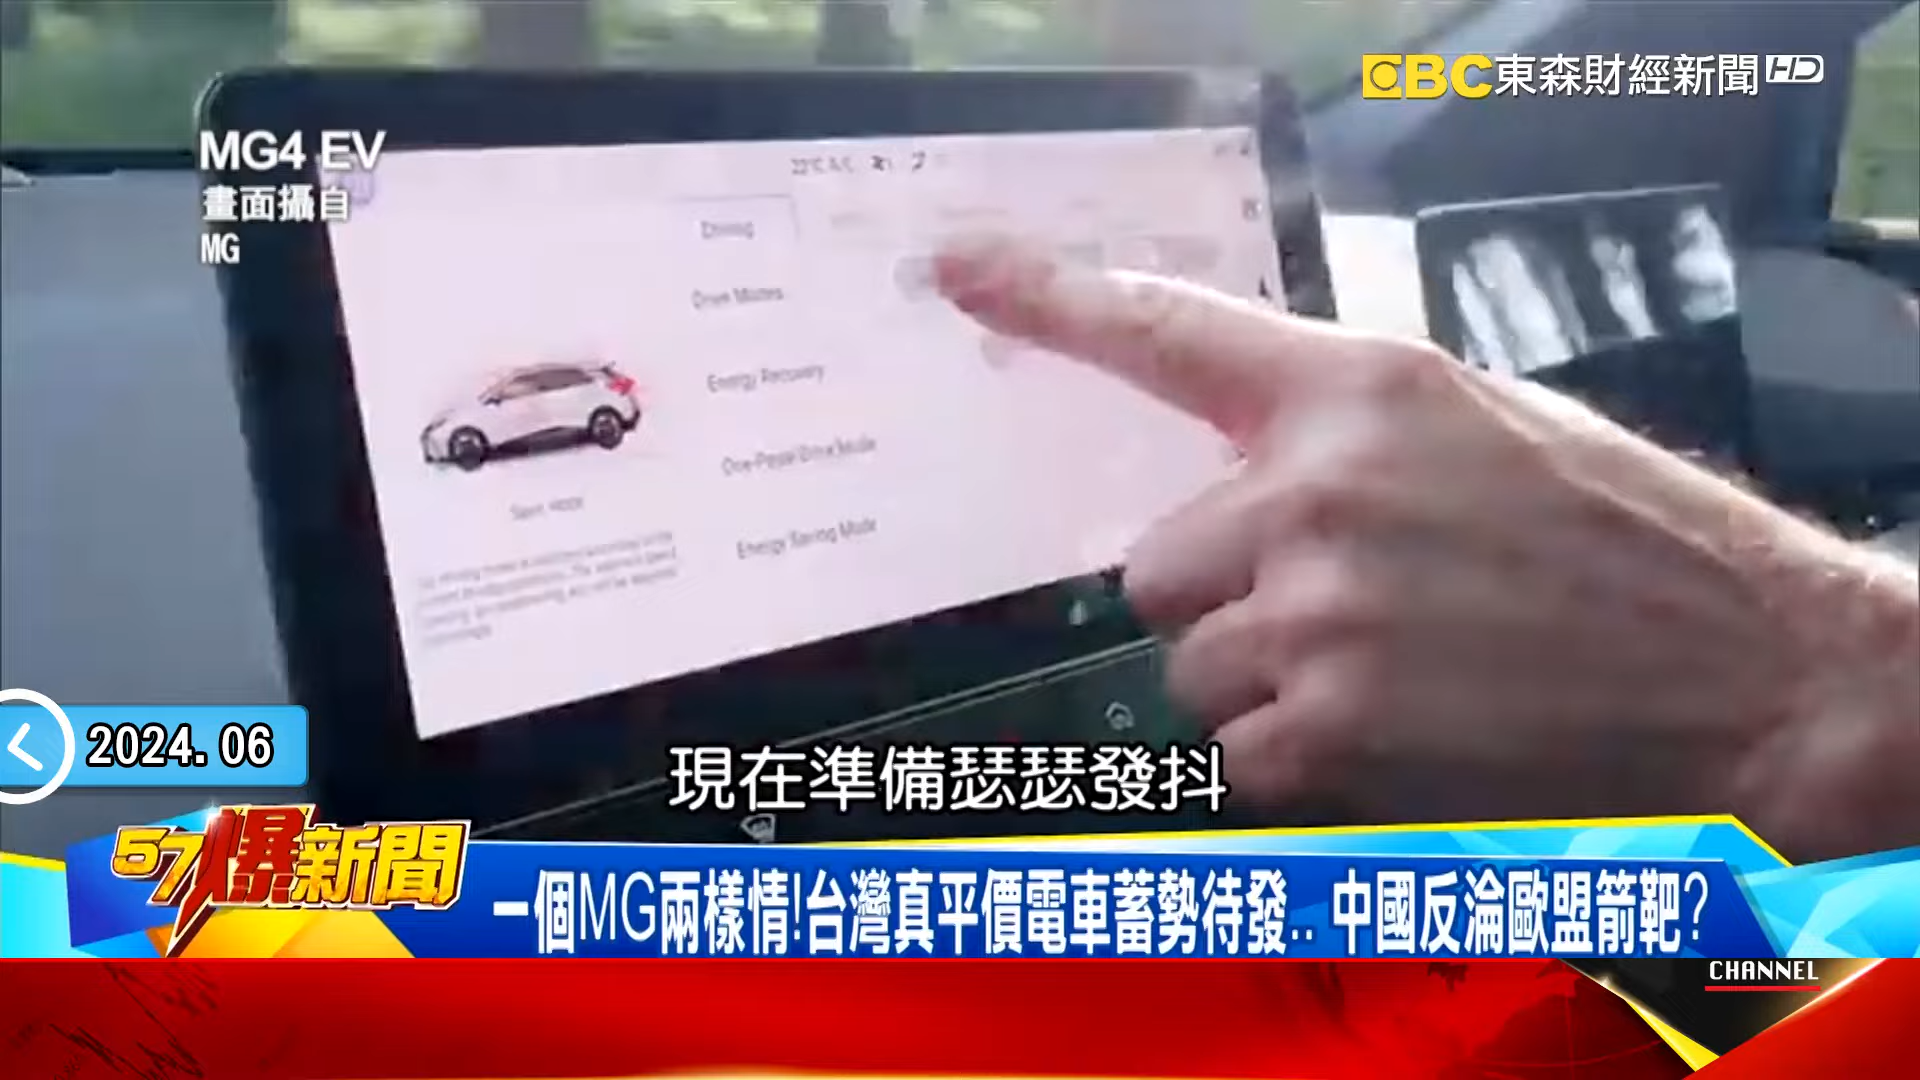 EBC東森財經新聞HD
MG4 EV
畫面攝自
MG
22°C
Driving
Drive Modes
Energy Recovery
One-Pedal Drive Mode
Energy Saving Mode
2024.06
現在準備瑟瑟發抖
57爆新聞
一個MG兩樣情!台灣真平價電車蓄勢待發.. 中國反淪歐盟箭靶?
CHANNEL